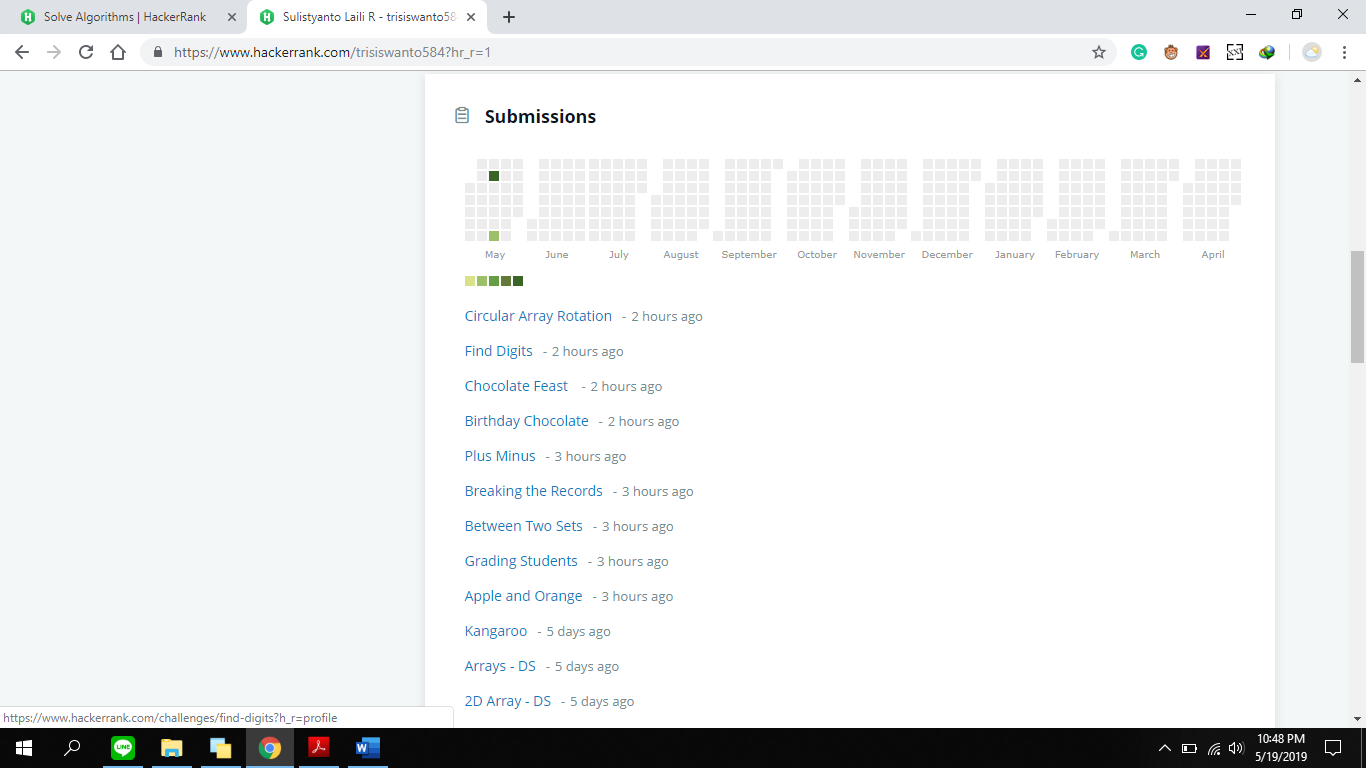 Solve Algorithms | HackerRank
Sulistyanto Laili R - trisiswanto58
https://www.hackerrank.com/trisiswanto584?hr_r=1
Submissions
May June July August September October November December January February March April
Circular Array Rotation - 2 hours ago
Find Digits - 2 hours ago
Chocolate Feast - 2 hours ago
Birthday Chocolate - 2 hours ago
Plus Minus - 3 hours ago
Breaking the Records - 3 hours ago
Between Two Sets - 3 hours ago
Grading Students - 3 hours ago
Apple and Orange - 3 hours ago
Kangaroo - 5 days ago
Arrays - DS - 5 days ago
2D Array - DS - 5 days ago
https://www.hackerrank.com/challenges/find-digits?h_r=profile
LINE
10:48 PM
5/19/2019